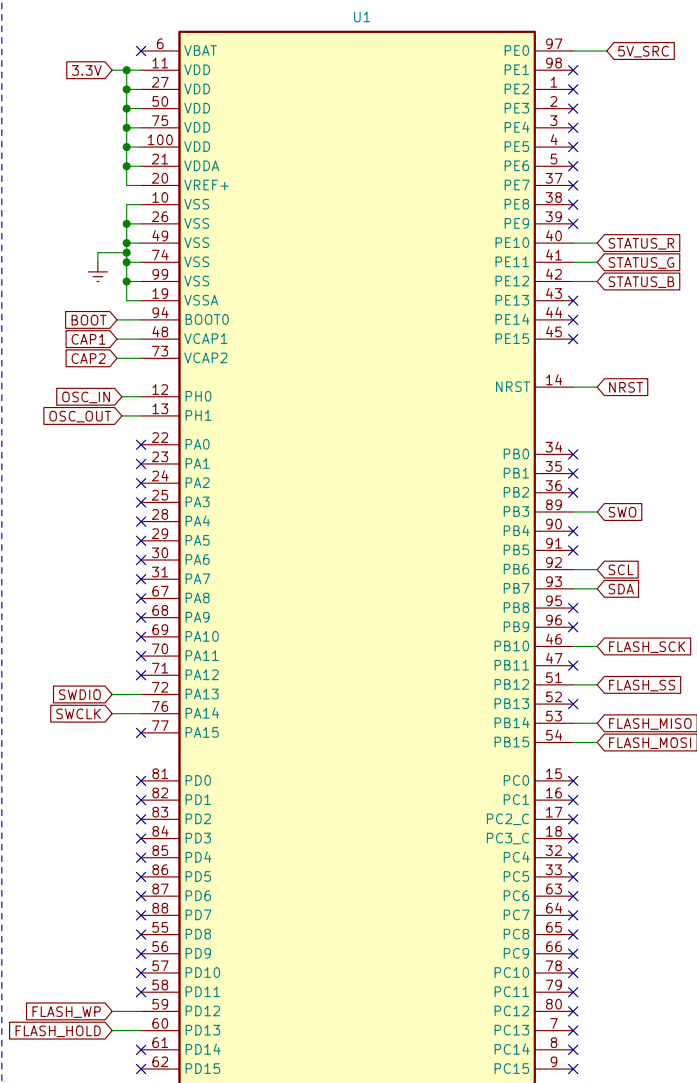 U1
6 VBAT PE0 97 5V_SRC
3.3V 11 VDD PE1 98
27 VDD PE2 1
50 VDD PE3 2
75 VDD PE4 3
100 VDD PE5 4
21 VDDA PE6 5
20 VREF+ PE7 37
10 VSS PE8 38
26 VSS PE9 39
49 VSS PE10 40 STATUS_R
74 VSS PE11 41 STATUS_G
99 VSS PE12 42 STATUS_B
19 VSSA PE13 43
BOOT 94 BOOT0 PE14 44
CAP1 48 VCAP1 PE15 45
CAP2 73 VCAP2
NRST 14 NRST
OSC_IN 12 PH0
OSC_OUT 13 PH1
22 PA0 PB0 34
23 PA1 PB1 35
24 PA2 PB2 36
25 PA3 PB3 89 SWO
28 PA4 PB4 90
29 PA5 PB5 91
30 PA6 PB6 92 SCL
31 PA7 PB7 93 SDA
67 PA8 PB8 95
68 PA9 PB9 96
69 PA10 PB10 46 FLASH_SCK
70 PA11 PB11 47
71 PA12 PB12 51 FLASH_SS
SWDIO 72 PA13 PB13 52
SWCLK 76 PA14 PB14 53 FLASH_MISO
77 PA15 PB15 54 FLASH_MOSI
81 PD0 PC0 15
82 PD1 PC1 16
83 PD2 PC2_C 17
84 PD3 PC3_C 18
85 PD4 PC4 32
86 PD5 PC5 33
87 PD6 PC6 63
88 PD7 PC7 64
55 PD8 PC8 65
56 PD9 PC9 66
57 PD10 PC10 78
58 PD11 PC11 79
FLASH_WP 59 PD12 PC12 80
FLASH_HOLD 60 PD13 PC13 7
61 PD14 PC14 8
62 PD15 PC15 9